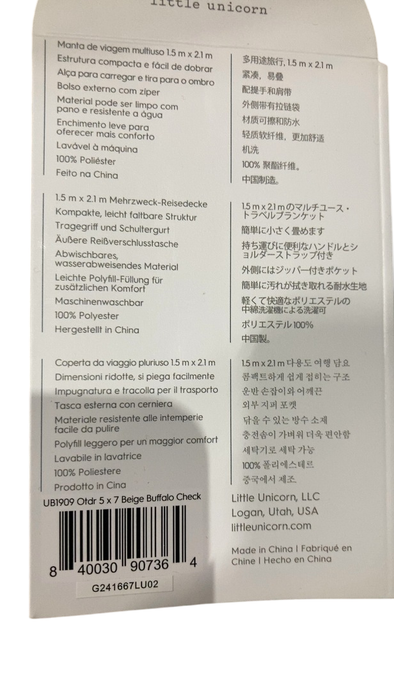 little unicorn
Manta de viagem multiuso 1.5 m x 2.1 m
Estrutura compacta e fácil de dobrar
Alça para carregar e tira para o ombro
Bolso externo com zíper
Material pode ser limpo com
pano e resistente a água
Enchimento leve para
oferecer mais conforto
Lavável à máquina
100% Poliéster
Feito na China
多用途旅行, 1.5 m x 2.1 m
紧凑，易叠
配提手和肩带
外侧带有拉链袋
材质可擦和防水
轻质软纤维，更加舒适
机洗
100% 聚酯纤维。
中国制造。
1.5 m x 2.1 m Mehrzweck-Reisedecke
Kompakte, leicht faltbare Struktur
Tragegriff und Schultergurt
Äußere Reißverschlusstasche
Abwischbares,
wasserabweisendes Material
Leichte Polyfill-Füllung für
zusätzlichen Komfort
Maschinenwaschbar
100% Polyester
Hergestellt in China
1.5 m x 2.1 mのマルチユース・
トラベルブランケット
簡単に小さく畳めます
持ち運びに便利なハンドルとシ
ョルダーストラップ付き
外側にはジッパー付きポケット
簡単に汚れが拭き取れる耐水生地
軽くて快適なポリエステルの
中綿洗濯機による洗濯可
ポリエステル100%
中国製。
Coperta da viaggio pluriuso 1.5 m x 2.1 m
Dimensioni ridotte, si piega facilmente
Impugnatura e tracolla per il trasporto
Tasca esterna con cerniera
Materiale resistente alle intemperie
facile da pulire
Polyfill leggero per un maggior comfort
Lavabile in lavatrice
100% Poliestere
Prodotto in Cina
1.5 m x 2.1 m 다용도 여행 담요
콤팩트하게 쉽게 접히는 구조
운반 손잡이와 어깨끈
외부 지퍼 포켓
닦을 수 있는 방수 소재
충전솜이 가벼워 더욱 편안함
세탁기로 세탁 가능
100% 폴리에스테르
중국에서 제조.
UB1909 Otdr 5 x 7 Beige Buffalo Check
8 40030 90736 4
G241667LU02
Little Unicorn, LLC
Logan, Utah, USA
littleunicorn.com
Made in China | Fabriqué en
Chine | Hecho en China